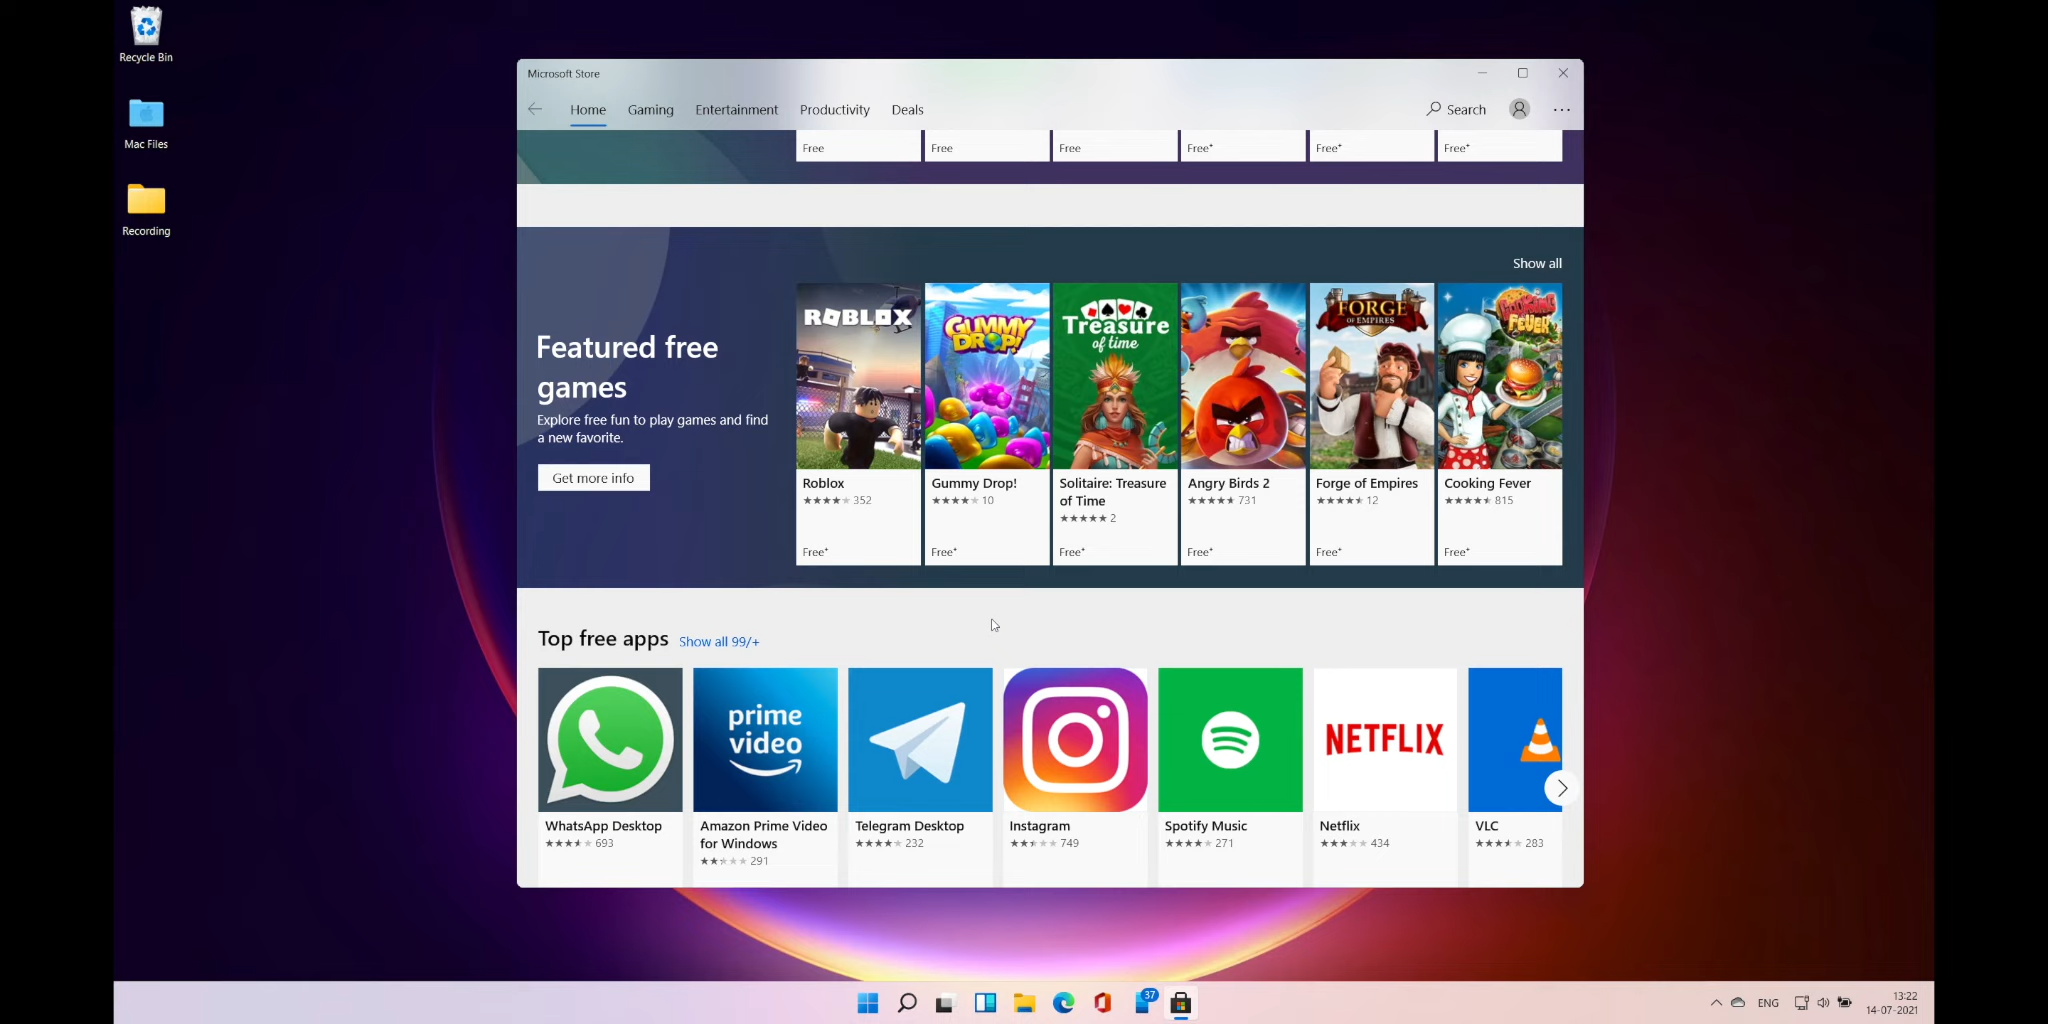 Recycle Bin
Mac Files
Recording
Microsoft Store
Home Gaming Entertainment Productivity Deals Search
Free Free Free Free* Free* Free*
Show all
Featured free
games
Explore free fun to play games and find
a new favorite.
Get more info
ROBLOX
GUMMY
DROP!
Treasure
of time
FORGE
OF EMPIRES
COOKING
FEVER
Roblox
352
Free*
Gummy Drop!
10
Free*
Solitaire: Treasure
of Time
2
Free*
Angry Birds 2
731
Free*
Forge of Empires
12
Free*
Cooking Fever
815
Free*
Top free apps Show all 99/+
prime
video
NETFLIX
WhatsApp Desktop
693
Amazon Prime Video
for Windows
291
Telegram Desktop
232
Instagram
749
Spotify Music
271
Netflix
434
VLC
283
37
ENG
13:22
14-07-2021